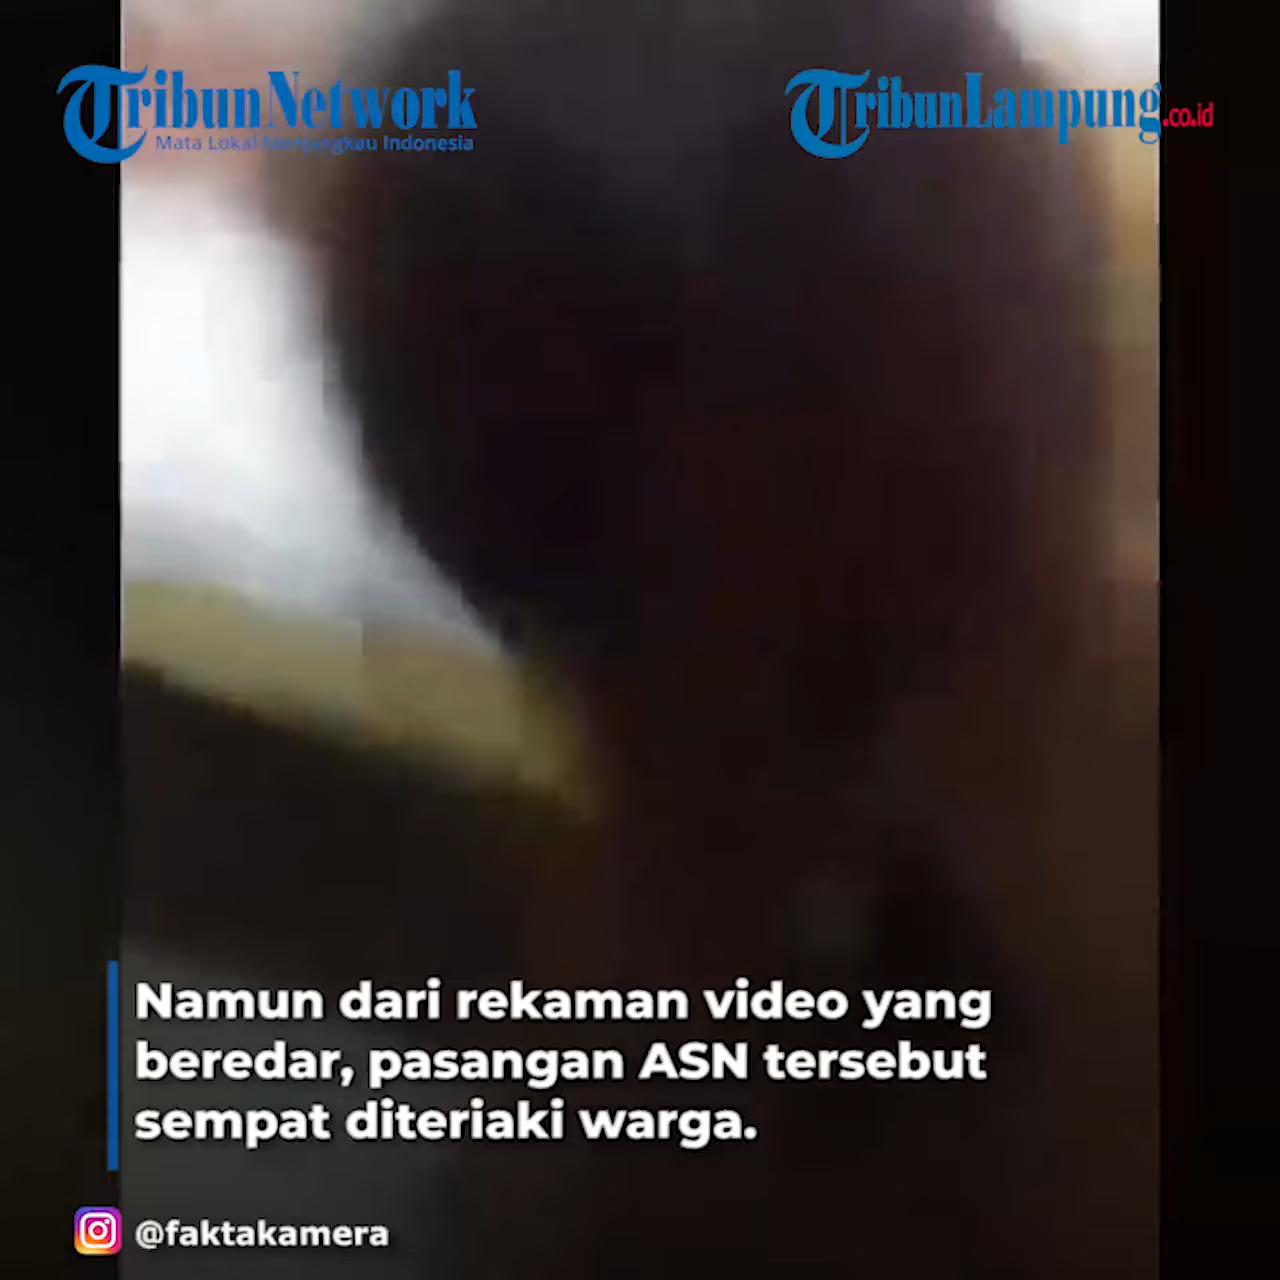 TribunNetwork
Mata Lokal Menjangkau Indonesia
TribunLampung.co.id
Namun dari rekaman video yang
beredar, pasangan ASN tersebut
sempat diteriaki warga.
@faktakamera